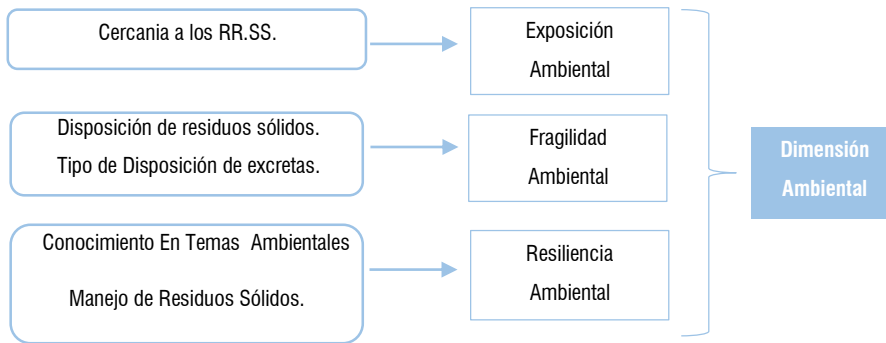 Cercania a los RR.SS.
Exposición
Ambiental
Disposición de residuos sólidos.
Tipo de Disposición de excretas.
Fragilidad
Ambiental
Conocimiento En Temas Ambientales
Manejo de Residuos Sólidos.
Resiliencia
Ambiental
Dimensión
Ambiental